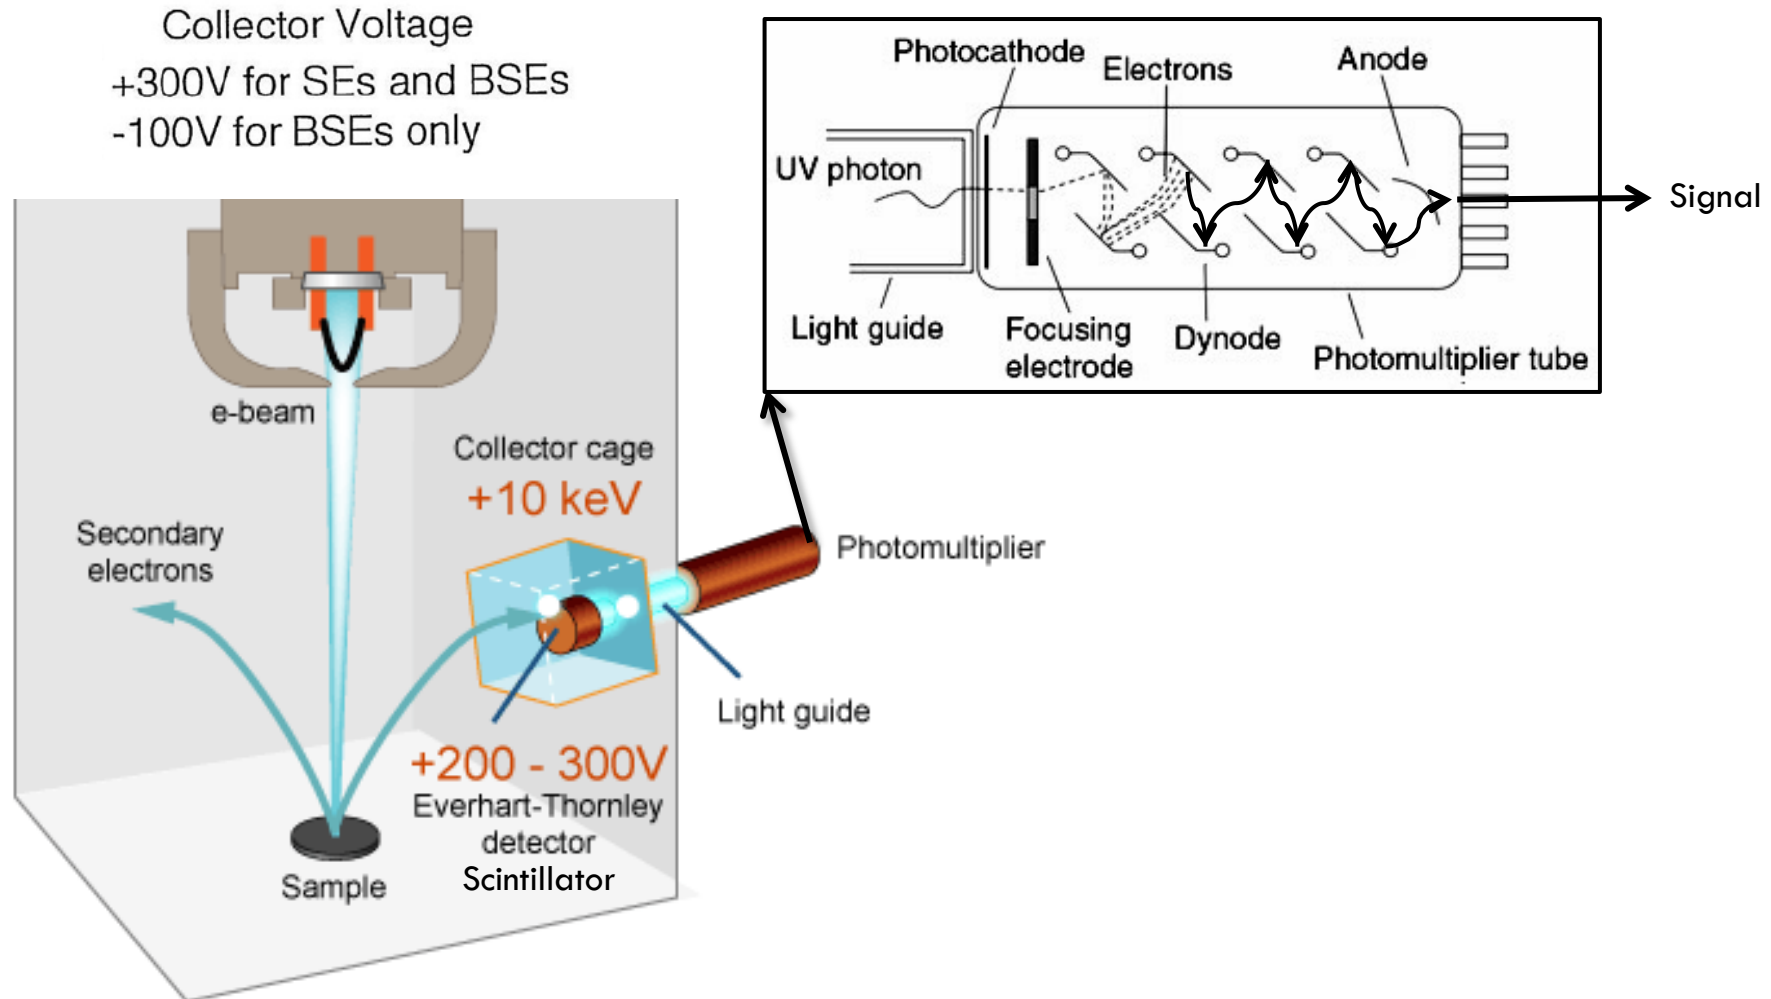 Collector Voltage
+300V for SEs and BSEs
-100V for BSEs only
Photocathode
Electrons
Anode
UV photon
Signal
Light guide
Focusing
electrode
Dynode
Photomultiplier tube
e-beam
Collector cage
+10 keV
Secondary
electrons
Photomultiplier
Light guide
+200 - 300V
Everhart-Thornley
detector
Scintillator
Sample